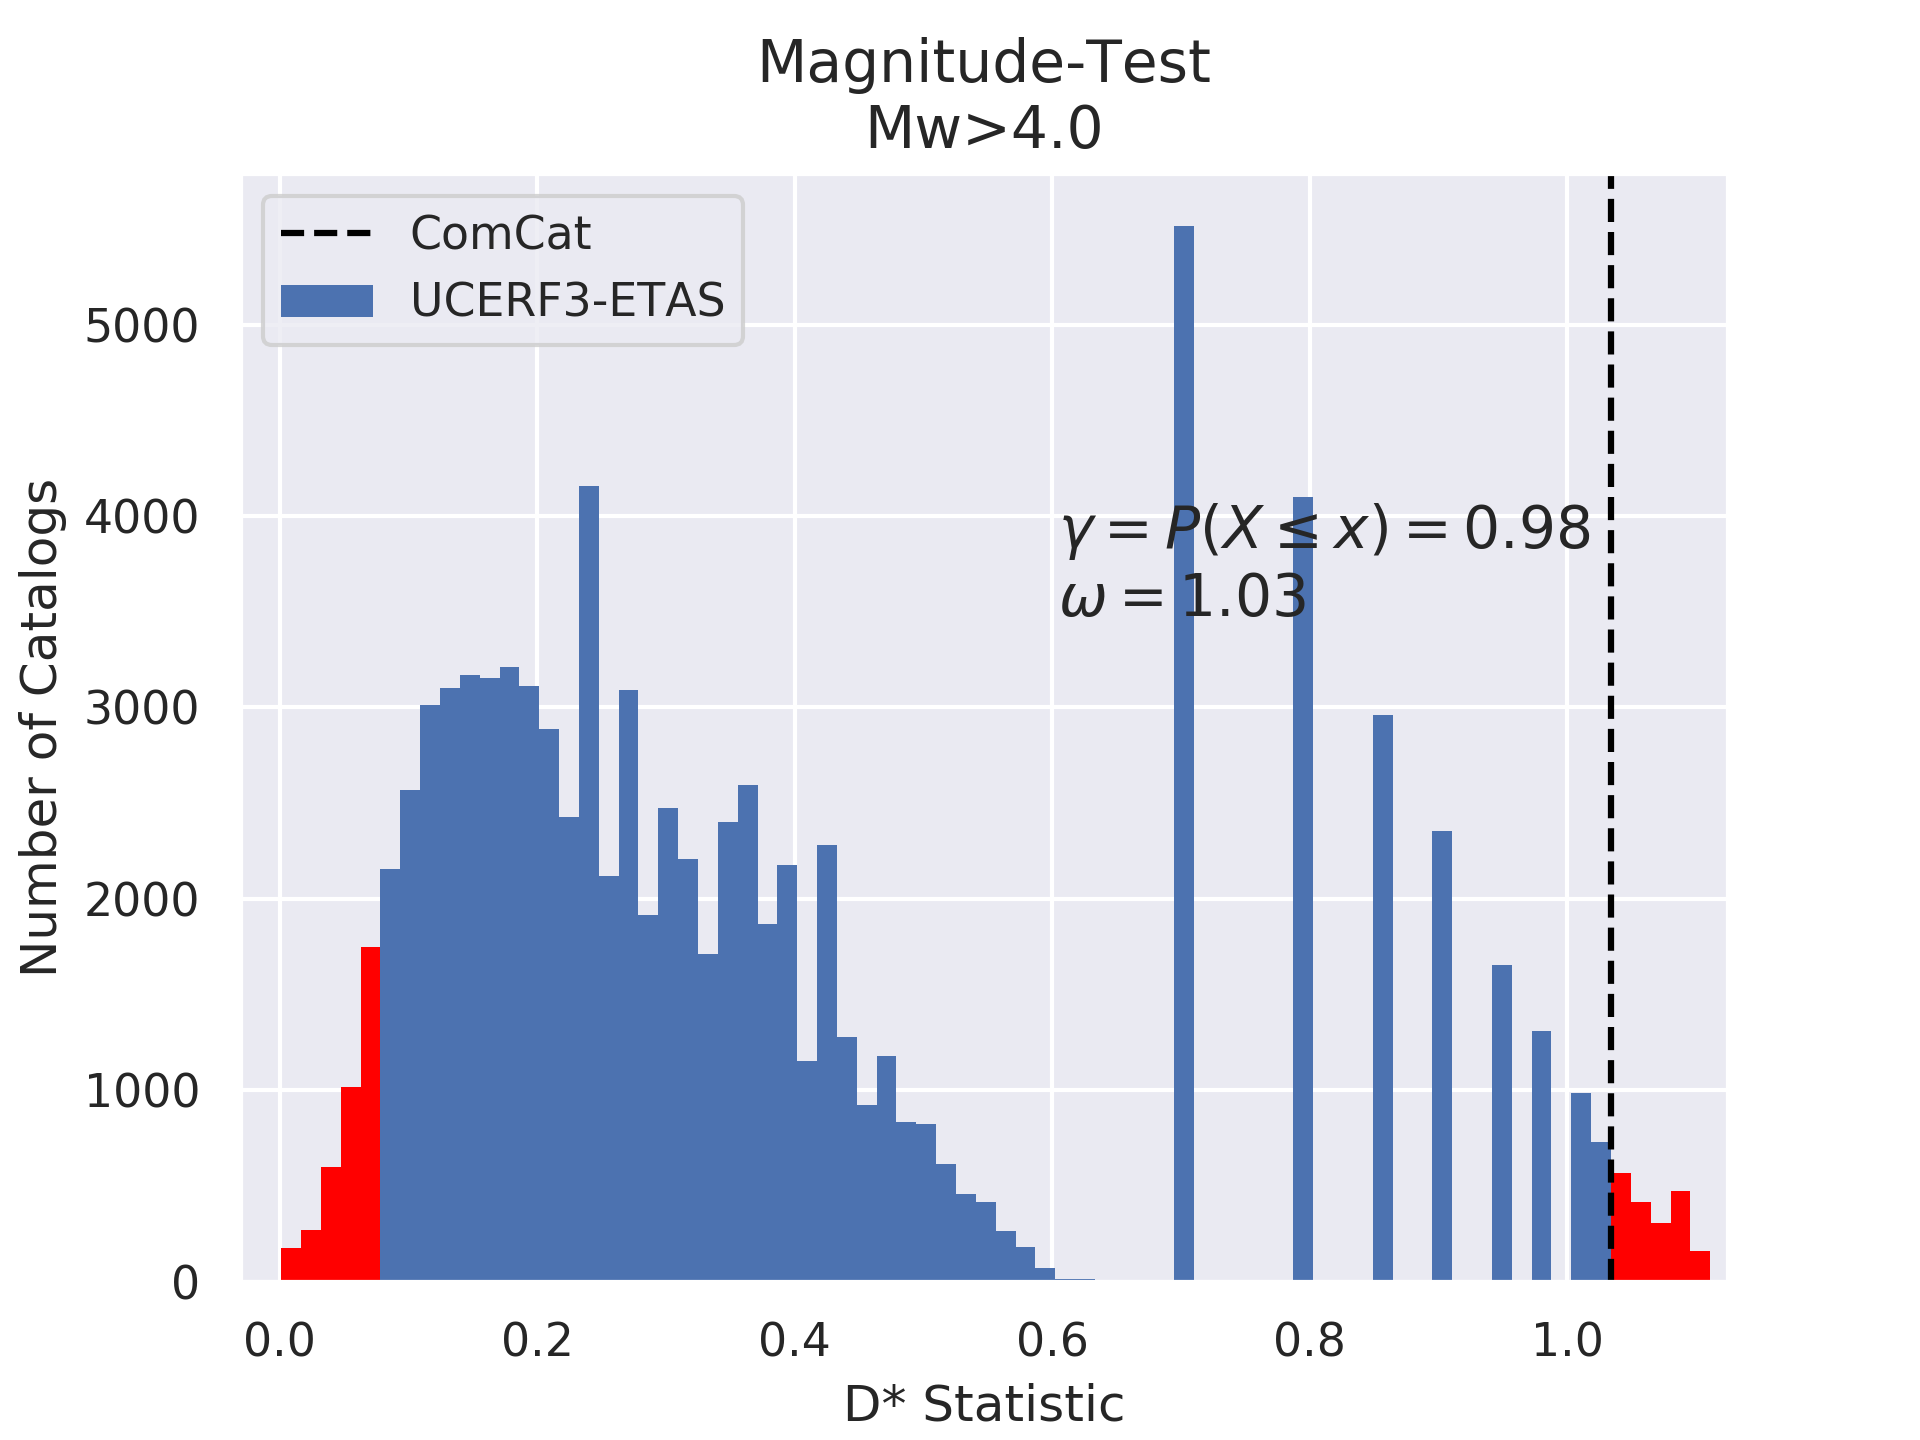 Magnitude-Test
Mw>4.0
ComCat
UCERF3-ETAS
γ = P(X ≤ x) = 0.98
ω = 1.03
Number of Catalogs
5000
4000
3000
2000
1000
0
0.0 0.2 0.4 0.6 0.8 1.0
D* Statistic